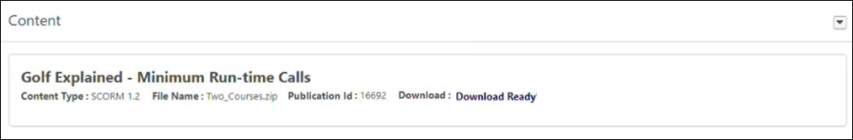 Content
Golf Explained - Minimum Run-time Calls
Content Type : SCORM 1.2 File Name : Two_Courses.zip Publication Id : 16692 Download : Download Ready